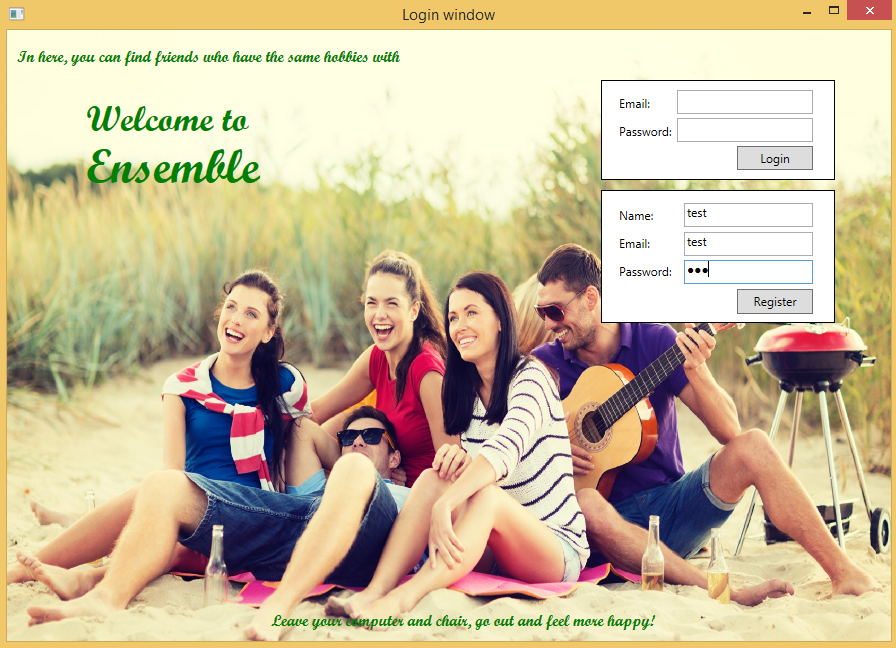 Login window
In here, you can find friends who have the same hobbies with
Welcome to
Ensemble
Email:
Password:
Login
Name: test
Email: test
Password: •••
Register
Leave your computer and chair, go out and feel more happy!